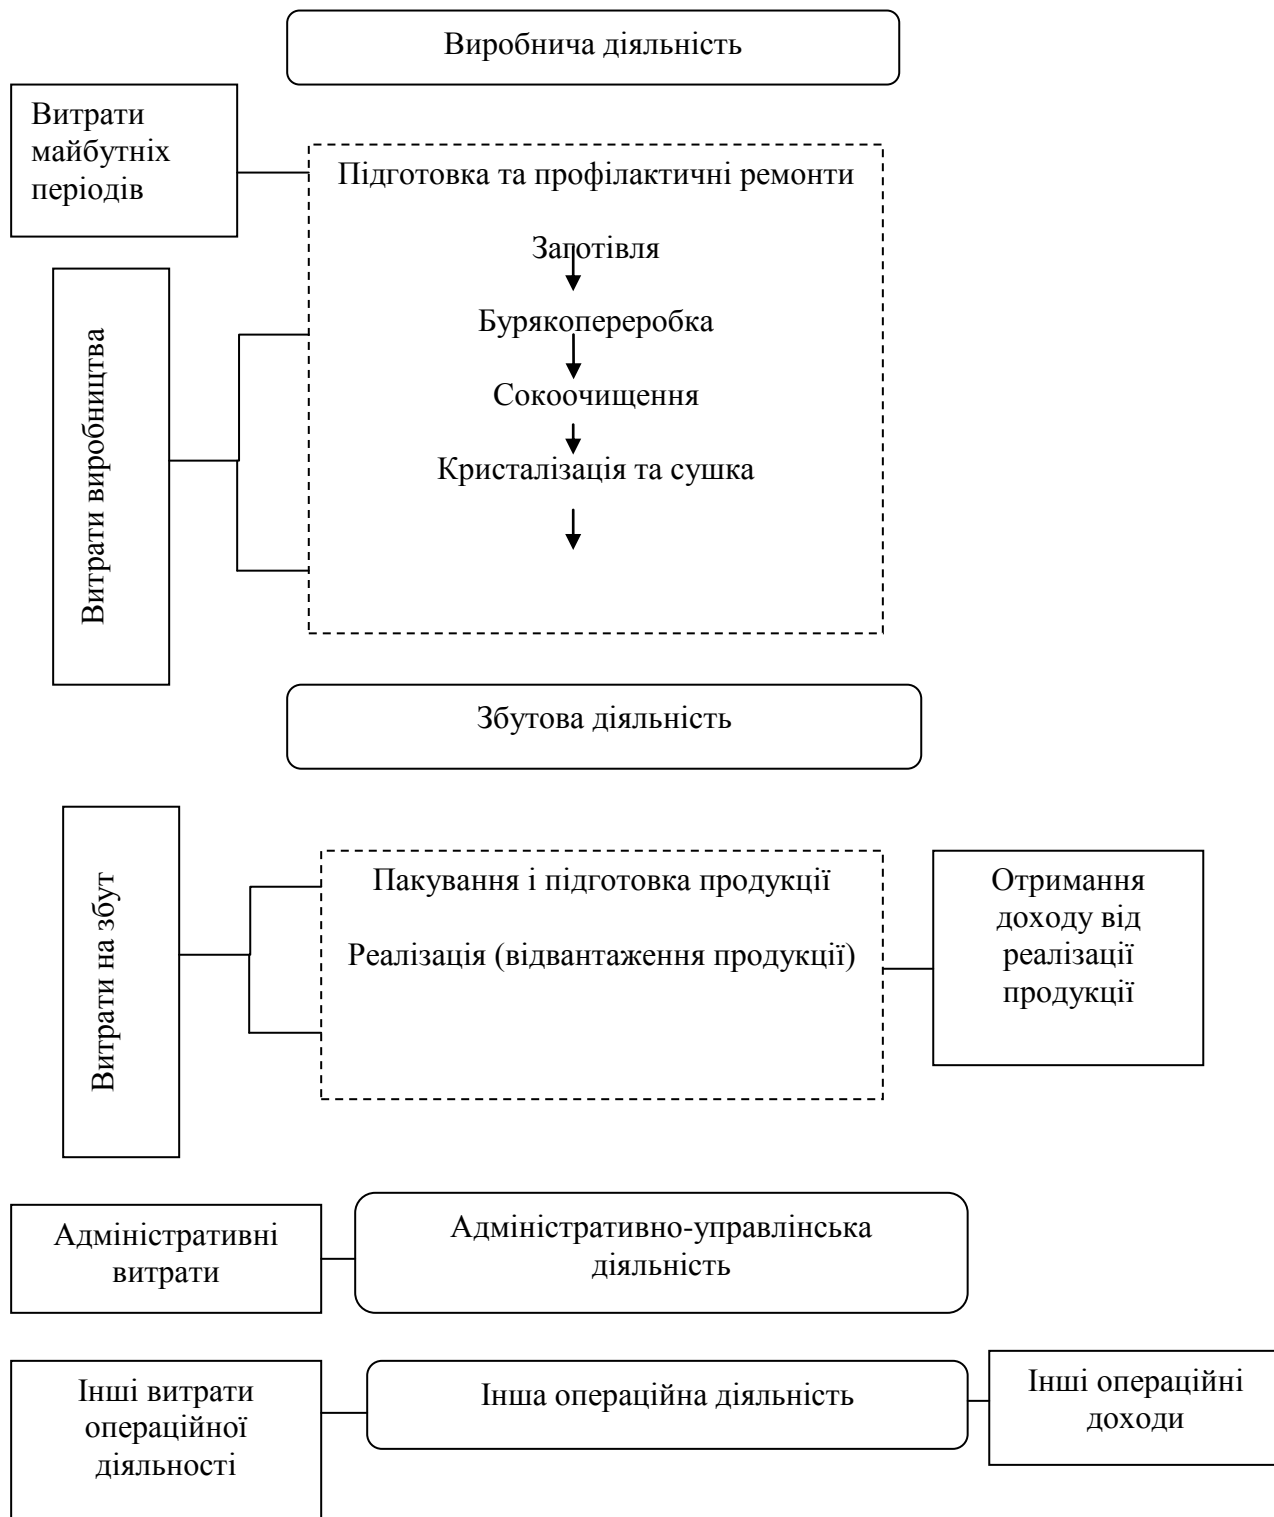 Виробнича діяльність
Витрати
майбутніх
періодів
Підготовка та профілактичні ремонти
Заготівля
Бурякопереробка
Сокоочищення
Кристалізація та сушка
Витрати виробництва
Збутова діяльність
Витрати на збут
Пакування і підготовка продукції
Реалізація (відвантаження продукції)
Отримання
доходу від
реалізації
продукції
Адміністративні
витрати
Адміністративно-управлінська
діяльність
Інші витрати
операційної
діяльності
Інша операційна діяльність
Інші операційні
доходи